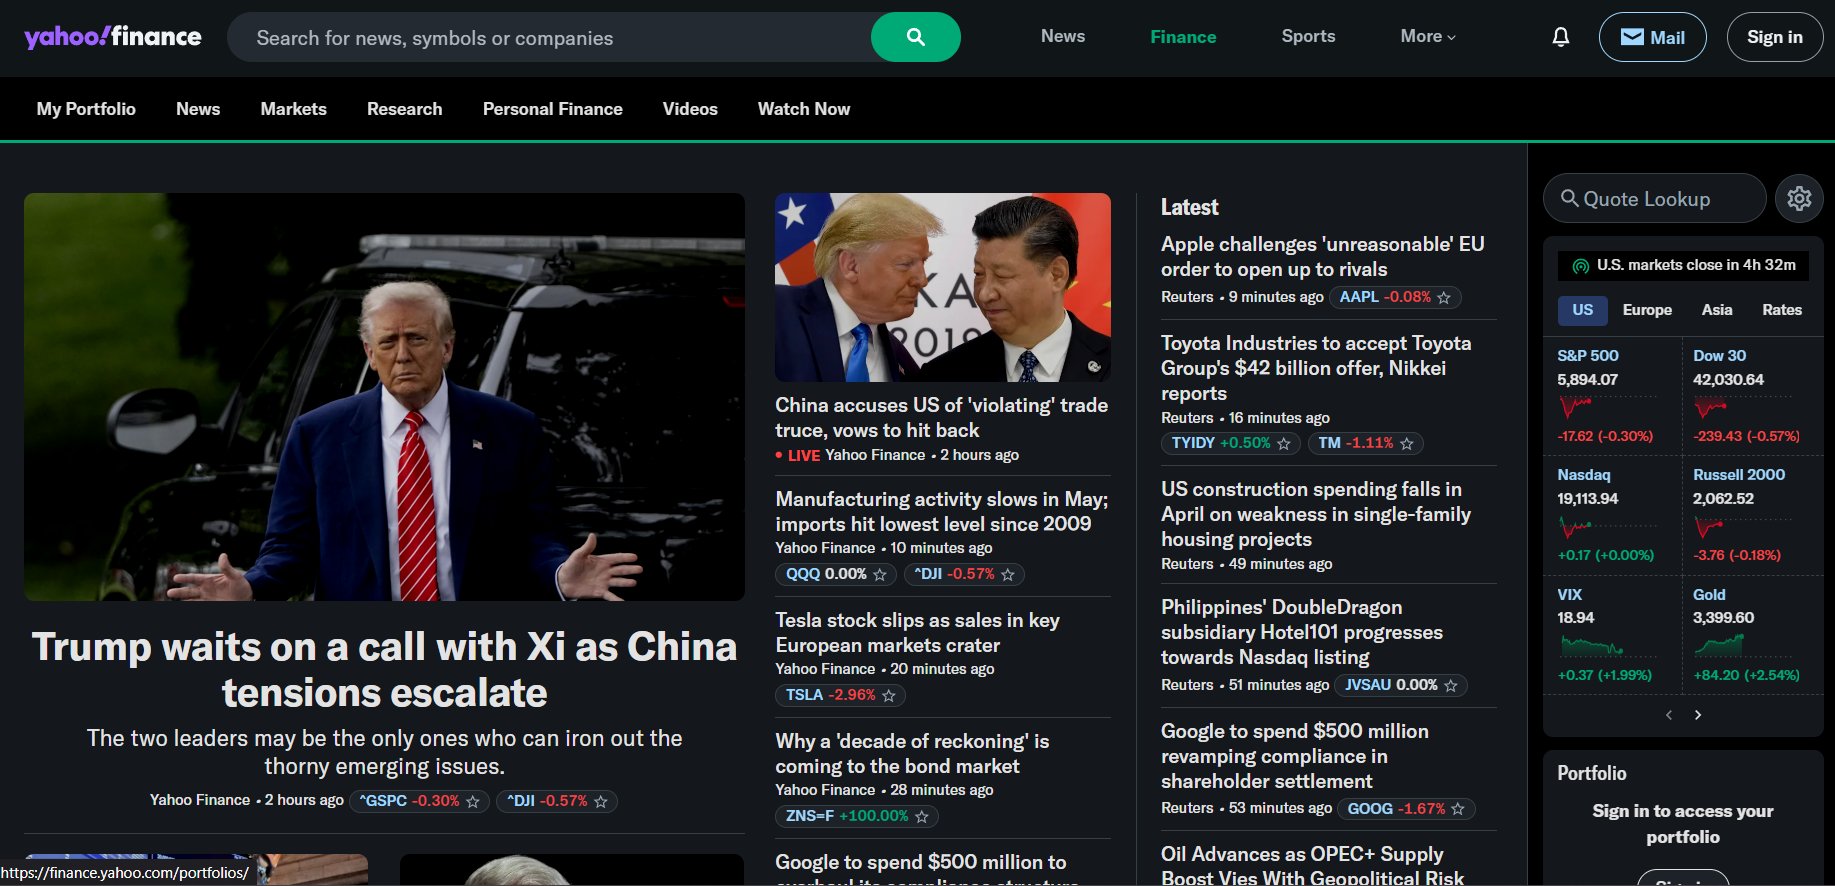 yahoo!finance
Search for news, symbols or companies
News
Finance
Sports
More
Mail
Sign in
My Portfolio
News
Markets
Research
Personal Finance
Videos
Watch Now
Trump waits on a call with Xi as China
tensions escalate
The two leaders may be the only ones who can iron out the
thorny emerging issues.
Yahoo Finance • 2 hours ago ^GSPC -0.30% ^DJI -0.57%
https://finance.yahoo.com/portfolios/
KA
2019
China accuses US of 'violating' trade
truce, vows to hit back
• LIVE Yahoo Finance • 2 hours ago
Manufacturing activity slows in May;
imports hit lowest level since 2009
Yahoo Finance • 10 minutes ago
QQQ 0.00% ^DJI -0.57%
Tesla stock slips as sales in key
European markets crater
Yahoo Finance • 20 minutes ago
TSLA -2.96%
Why a 'decade of reckoning' is
coming to the bond market
Yahoo Finance • 28 minutes ago
ZNS=F +100.00%
Google to spend $500 million to
overhaul its compliance structure
Latest
Apple challenges 'unreasonable' EU
order to open up to rivals
Reuters • 9 minutes ago AAPL -0.08%
Toyota Industries to accept Toyota
Group's $42 billion offer, Nikkei
reports
Reuters • 16 minutes ago
TYIDY +0.50% TM -1.11%
US construction spending falls in
April on weakness in single-family
housing projects
Reuters • 49 minutes ago
Philippines' DoubleDragon
subsidiary Hotel101 progresses
towards Nasdaq listing
Reuters • 51 minutes ago JVSAU 0.00%
Google to spend $500 million
revamping compliance in
shareholder settlement
Reuters • 53 minutes ago GOOG -1.67%
Oil Advances as OPEC+ Supply
Boost Vies With Geopolitical Risk
Quote Lookup
U.S. markets close in 4h 32m
US Europe Asia Rates
S&P 500
5,894.07
-17.62 (-0.30%)
Dow 30
42,030.64
-239.43 (-0.57%)
Nasdaq
19,113.94
+0.17 (+0.00%)
Russell 2000
2,062.52
-3.76 (-0.18%)
VIX
18.94
+0.37 (+1.99%)
Gold
3,399.60
+84.20 (+2.54%)
Portfolio
Sign in to access your
portfolio
Sign in